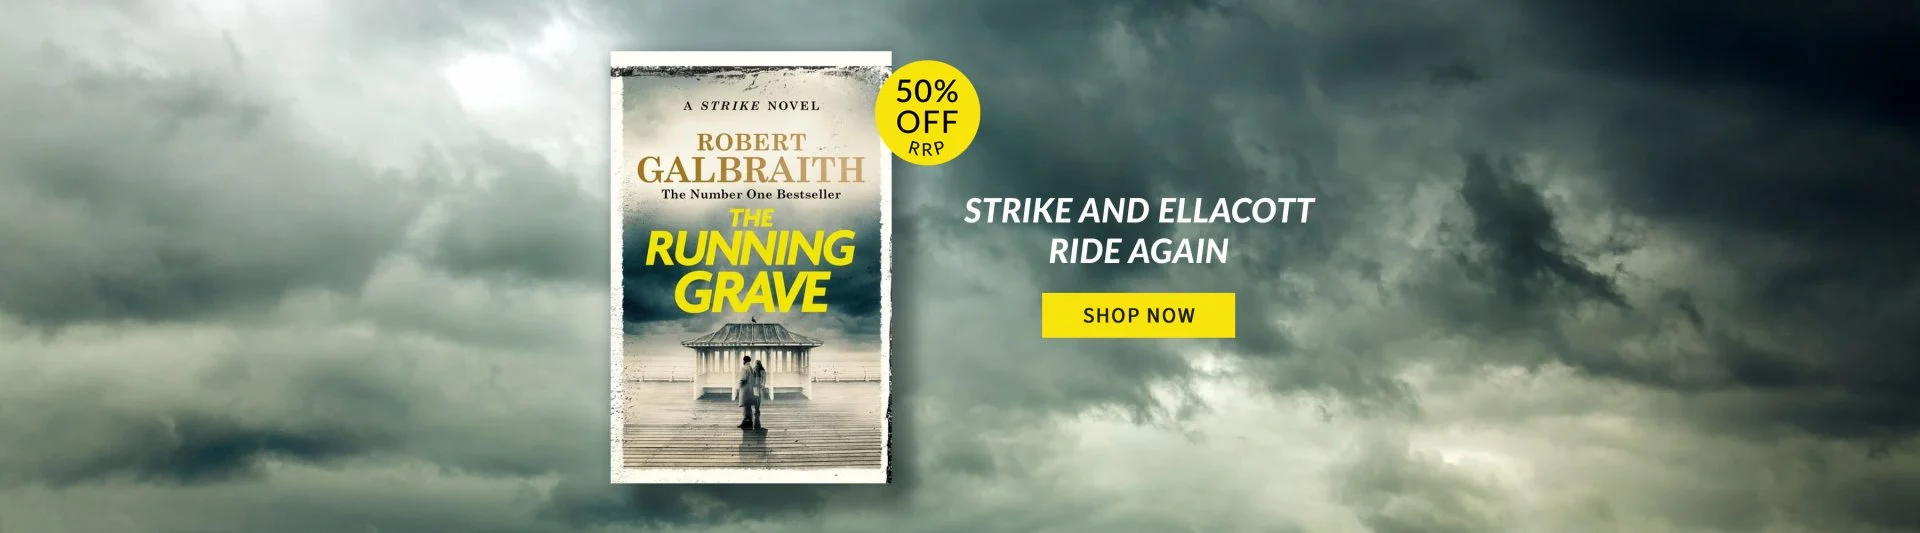 A STRIKE NOVEL
ROBERT
GALBRAITH
The Number One Bestseller
THE
RUNNING
GRAVE
50%
OFF
RRP
STRIKE AND ELLACOTT
RIDE AGAIN
SHOP NOW